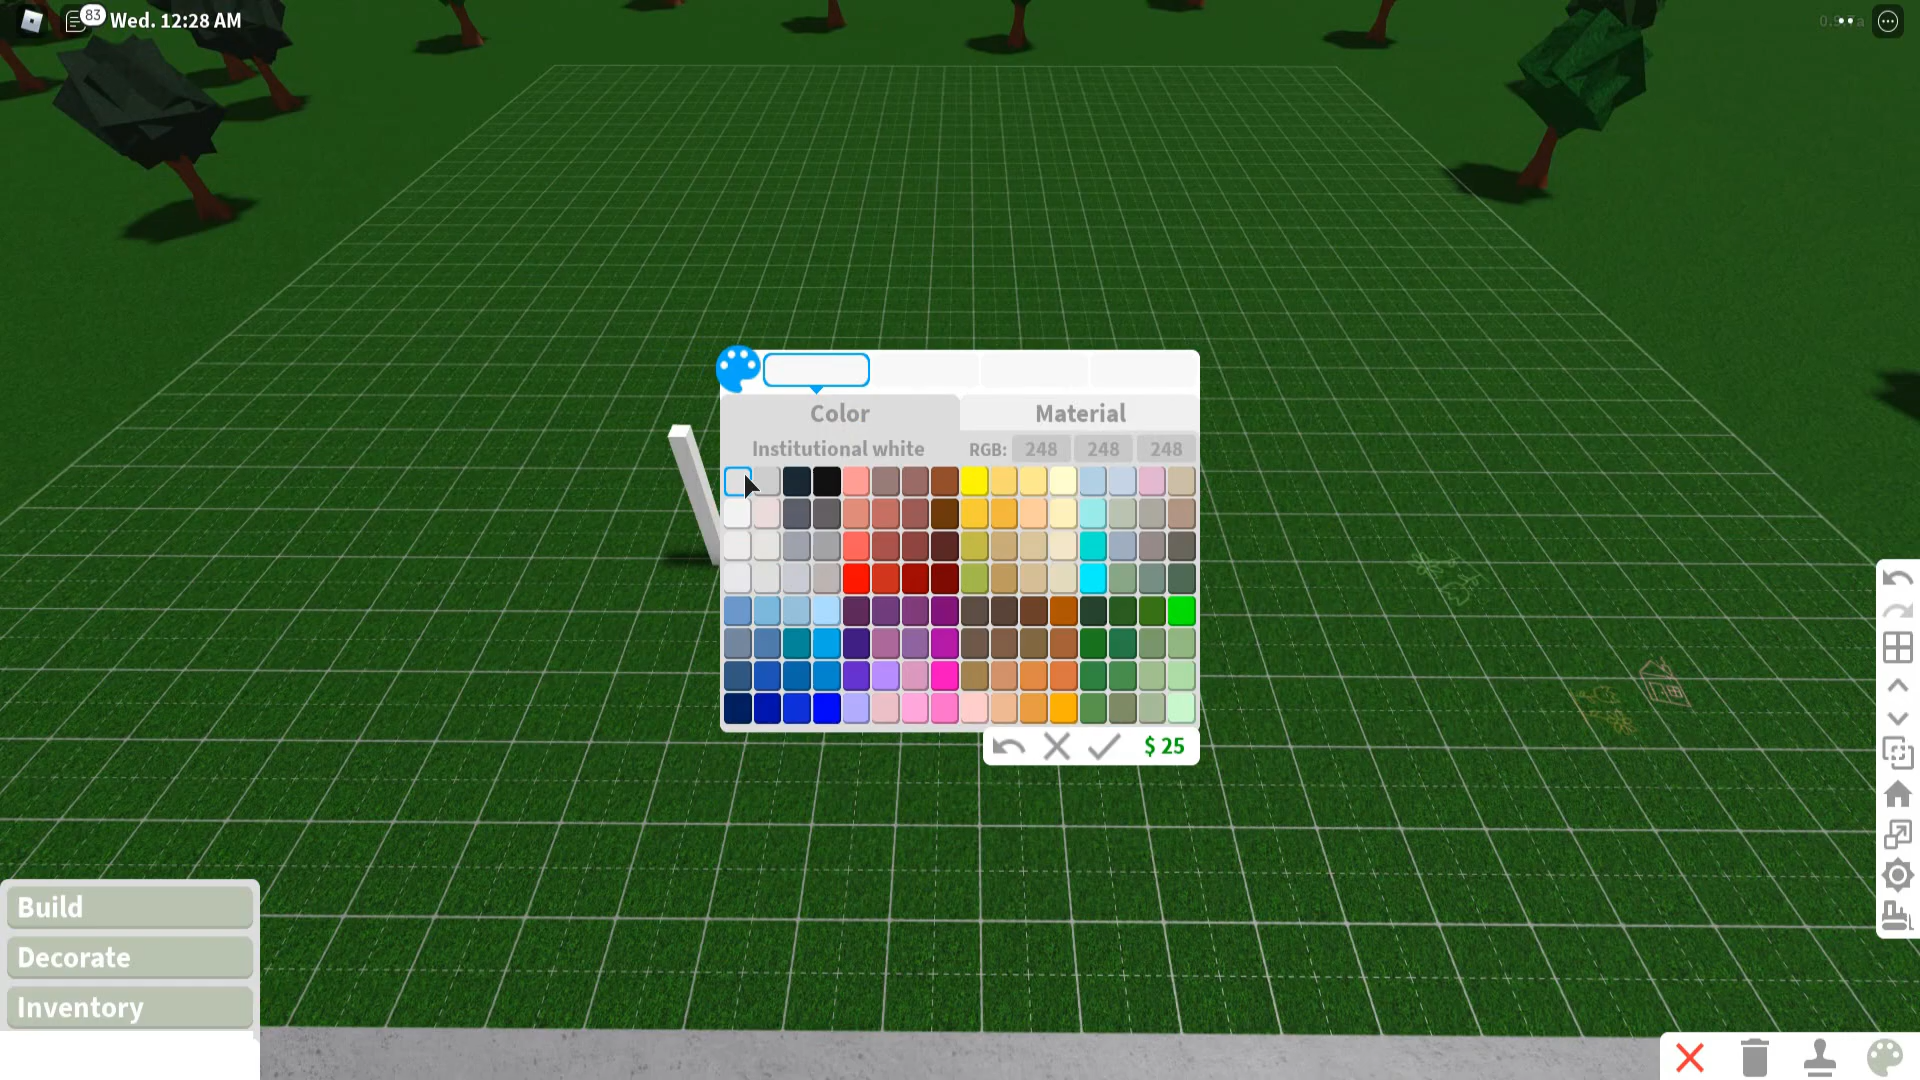 83
Wed. 12:28 AM
Color
Material
Institutional white
RGB: 248 248 248
$ 25
Build
Decorate
Inventory